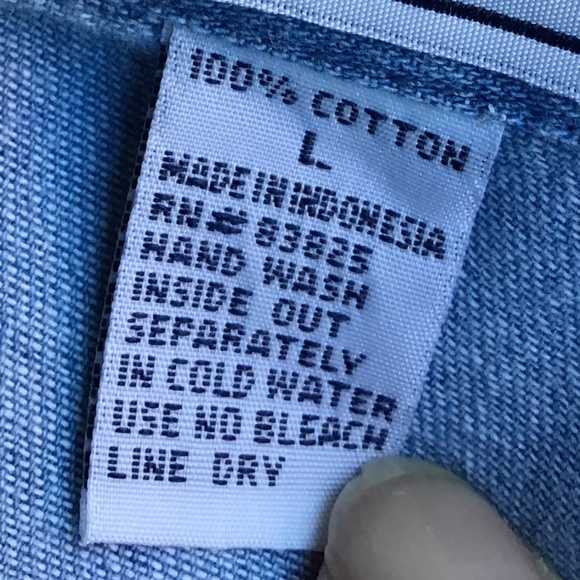 100% COTTON
L
MADE IN INDONESIA
RN# 83825
HAND WASH
INSIDE OUT
SEPARATELY
IN COLD WATER
USE NO BLEACH
LINE DRY